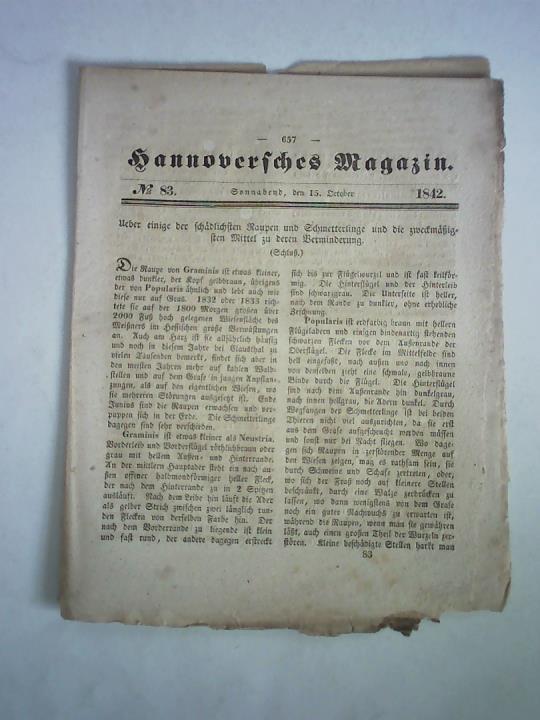 — 657 —
Hannoversches Magazin.
№ 83. Sonnabend, den 15. October 1842.
Ueber einige der schädlichsten Raupen und Schmetterlinge und die zweckmäßig-
sten Mittel zu deren Verminderung.
(Schluß.)
Die Raupe von Graminis ist etwas kleiner,
etwas dunkler, der Kopf gelbbraun, übrigens
der von Popularis ähnlich und lebt auch wie
diese nur auf Gras. 1832 oder 1833 rich-
tete sie auf der 1800 Morgen großen über
2000 Fuß hoch gelegenen Wiesenfläche des
Meißners im Hessischen große Verwüstungen
an. Auch am Harz ist sie alljährlich häufig
und noch in diesem Jahre bei Clausthal zu
vielen Tausenden bemerkt, findet sich aber in
den meisten Jahren mehr auf kahlen Wald-
stellen und auf dem Grase in jungen Anpflan-
zungen, als auf den eigentlichen Wiesen, wo
sie mehreren Störungen ausgesetzt ist. Ende
Junius sind die Raupen erwachsen und ver-
puppen sich in der Erde. Die Schmetterlinge
dagegen sind sehr verschieden.
Graminis ist etwas kleiner als Neustria.
Vorderleib und Vorderflügel röthlichbraun oder
grau mit hellem Außen- und Hinterrande.
An der mittlern Hauptader steht ein nach au-
ßen offener halbmondförmiger heller Fleck,
der nach dem Hinterrande zu in 2 Spitzen
ausläuft. Nach dem Leibe hin läuft die Ader
als gelber Streif zwischen zwei länglich run-
den Flecken von derselben Farbe hin. Der
nach dem Vorderrande zu liegende ist klein
und fast rund, der andere dagegen erstreckt
sich bis zur Flügelwurzel und ist fast keilför-
mig. Die Hinterflügel und der Hinterleib
sind schwarzgrau. Die Unterseite ist heller,
nach dem Rande zu dunkler, ohne erhebliche
Zeichnung.
Popularis ist erdfarbig braun mit hellern
Flügeladern und einigen bindenartig stehenden
schwarzen Flecken vor dem Außenrande der
Oberflügel. Die Flecke im Mittelfelde sind
hell eingefaßt, nach außen und nach innen
von denselben zieht eine schmale, gelbbraune
Binde durch die Flügel. Die Hinterflügel
sind nach dem Außenrande hin dunkelgrau,
nach innen hellgrau, die Adern dunkel. Durch
Wegfangen der Schmetterlinge ist bei beiden
Thieren nicht viel auszurichten, da sie erst
aus dem Grase aufgescheucht werden müssen
und sonst nur bei Nacht fliegen. Wo dage-
gen sich Raupen in zerstörender Menge auf
den Wiesen zeigen, mag es rathsam sein, sie
durch Schweine und Schafe zertreten, oder,
wo sich der Fraß noch auf kleinere Stellen
beschränkt, durch eine Walze zerdrücken zu
lassen, wo dann wenigstens von dem Grase
noch ein guter Nachwuchs zu erwarten ist,
während die Raupen, wenn man sie gewähren
läßt, auch einen großen Theil der Wurzeln zer-
stören. Kleine beschädigte Stellen harkt man
83